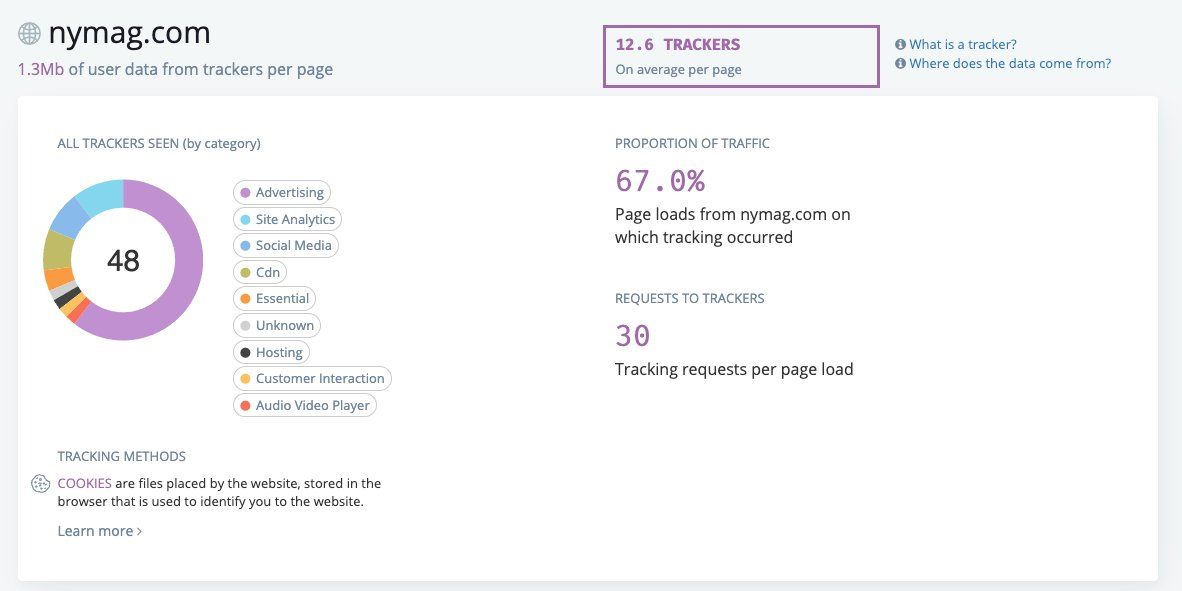 nymag.com
1.3Mb of user data from trackers per page
12.6 TRACKERS
On average per page
What is a tracker?
Where does the data come from?
ALL TRACKERS SEEN (by category)
48
Advertising
Site Analytics
Social Media
Cdn
Essential
Unknown
Hosting
Customer Interaction
Audio Video Player
TRACKING METHODS
COOKIES are files placed by the website, stored in the
browser that is used to identify you to the website.
Learn more ›
PROPORTION OF TRAFFIC
67.0%
Page loads from nymag.com on
which tracking occurred
REQUESTS TO TRACKERS
30
Tracking requests per page load